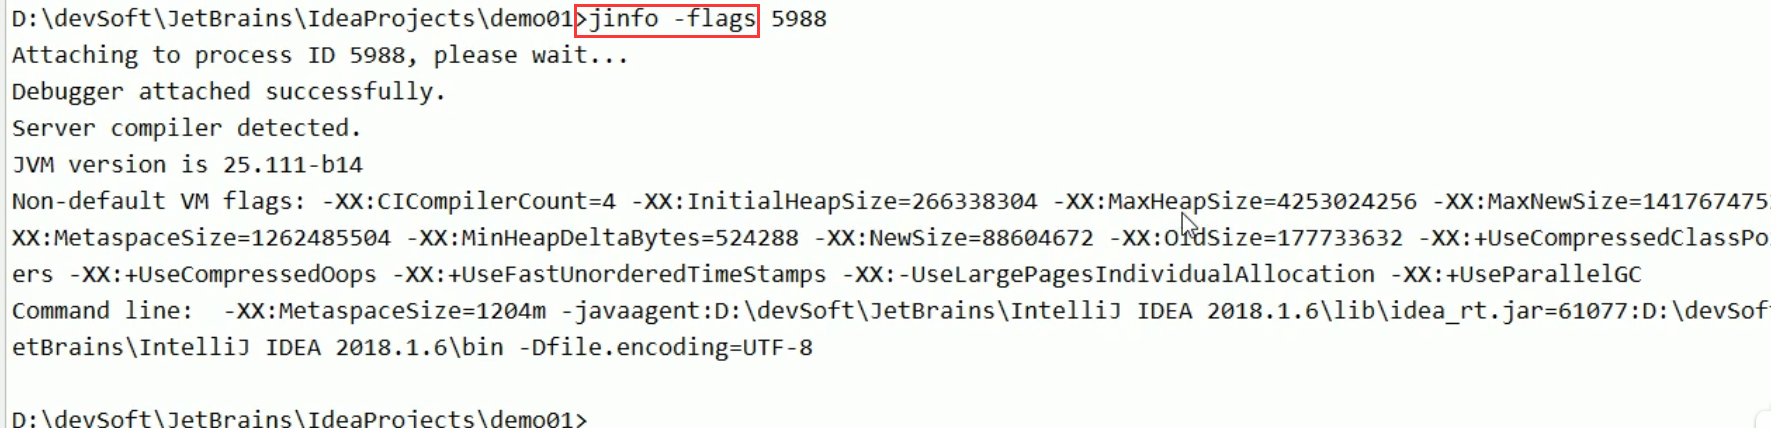 D:\devSoft\JetBrains\IdeaProjects\demo01>jinfo -flags 5988
Attaching to process ID 5988, please wait...
Debugger attached successfully.
Server compiler detected.
JVM version is 25.111-b14
Non-default VM flags: -XX:CICompilerCount=4 -XX:InitialHeapSize=266338304 -XX:MaxHeapSize=4253024256 -XX:MaxNewSize=141767475
XX:MetaspaceSize=1262485504 -XX:MinHeapDeltaBytes=524288 -XX:NewSize=88604672 -XX:OldSize=177733632 -XX:+UseCompressedClassPo
ers -XX:+UseCompressedOops -XX:+UseFastUnorderedTimeStamps -XX:-UseLargePagesIndividualAllocation -XX:+UseParallelGC
Command line:  -XX:MetaspaceSize=1204m -javaagent:D:\devSoft\JetBrains\IntelliJ IDEA 2018.1.6\lib\idea_rt.jar=61077:D:\devSof
etBrains\IntelliJ IDEA 2018.1.6\bin -Dfile.encoding=UTF-8
D:\devSoft\JetBrains\IdeaProjects\demo01>